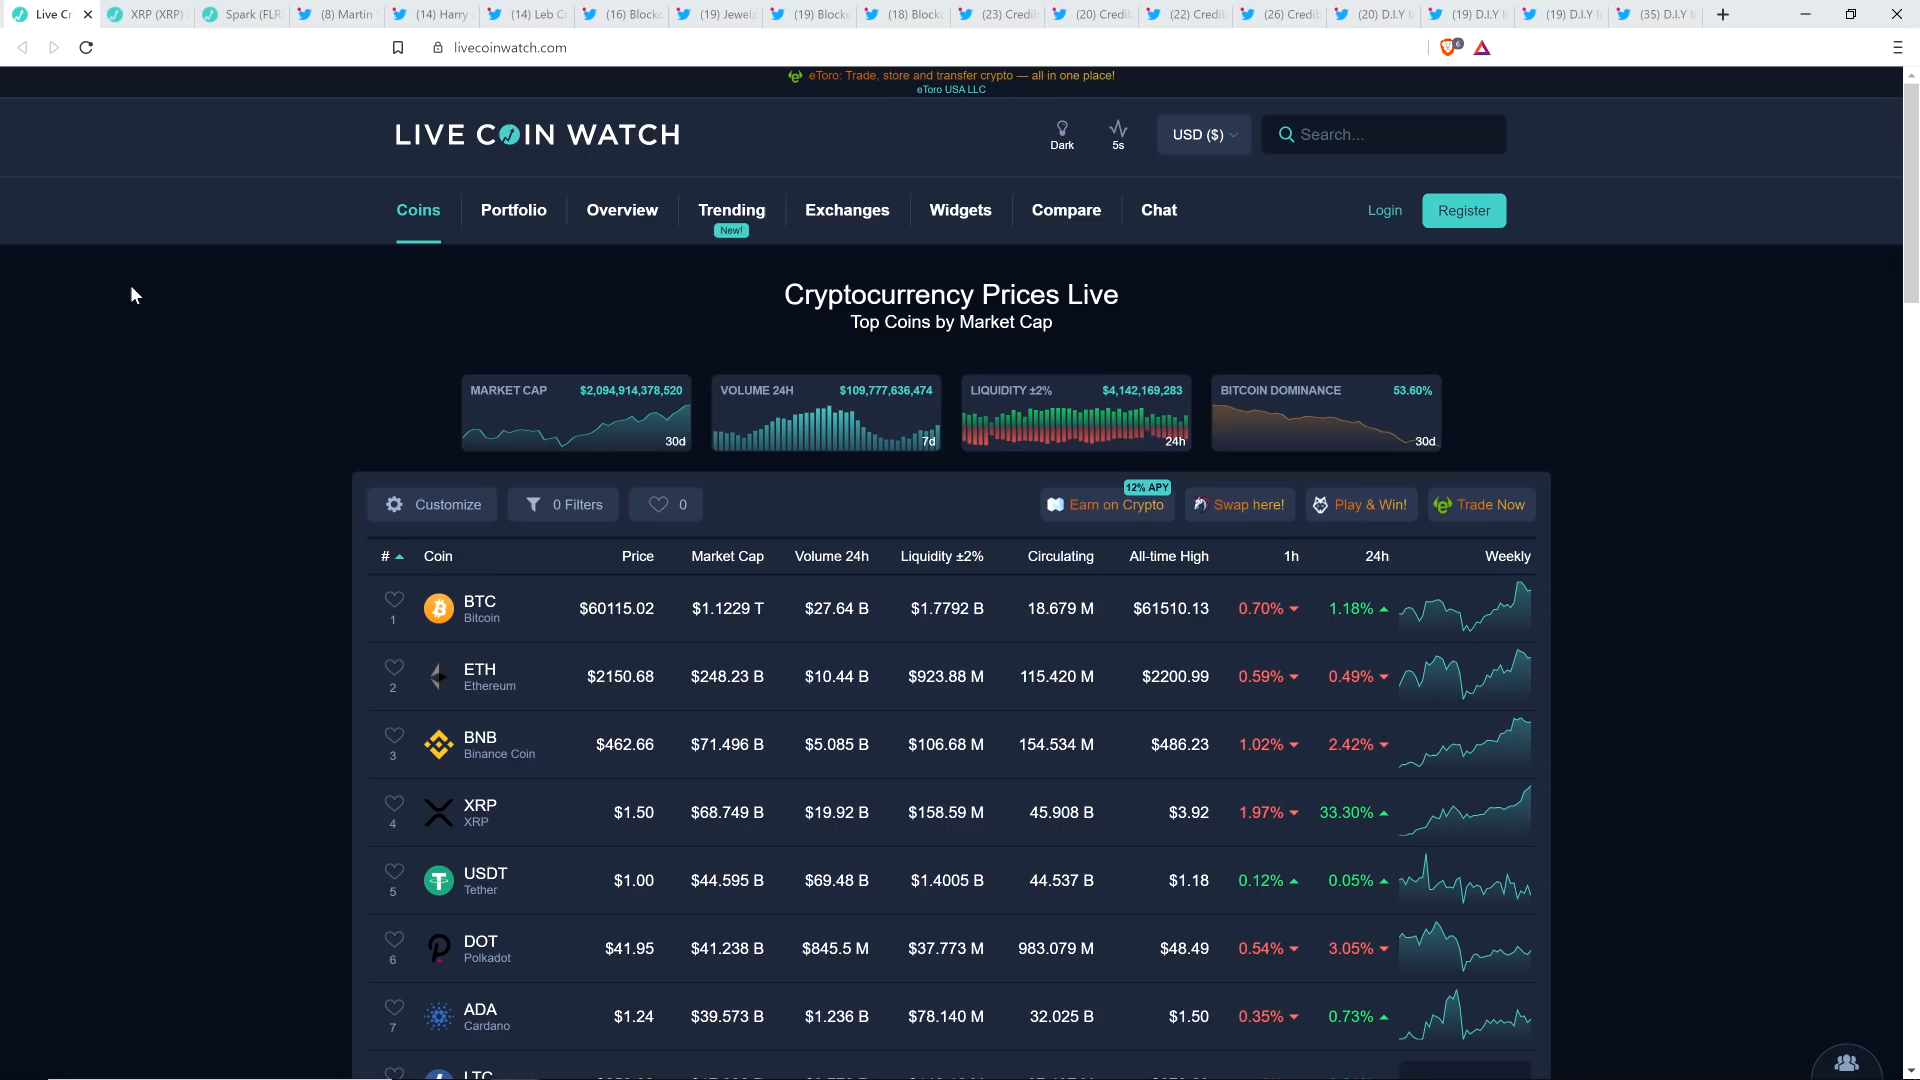 Live C
XRP (XRP)
Spark (FLR
(8) Martin
(14) Harry
(14) Leb Cr
(16) Blockc
(19) Jewelz
(19) Blockc
(18) Blockc
(23) Credib
(20) Credib
(22) Credib
(26) Credib
(20) D.I.Y I
(19) D.I.Y I
(19) D.I.Y I
(35) D.I.Y I
livecoinwatch.com
6
eToro: Trade, store and transfer crypto — all in one place!
eToro USA LLC
LIVE COIN WATCH
Dark
5s
USD ($)
Search...
Coins
Portfolio
Overview
Trending
New!
Exchanges
Widgets
Compare
Chat
Login
Register
Cryptocurrency Prices Live
Top Coins by Market Cap
MARKET CAP $2,094,914,378,520
30d
VOLUME 24H $109,777,636,474
7d
LIQUIDITY ±2% $4,142,169,283
24h
BITCOIN DOMINANCE 53.60%
30d
Customize
0 Filters
0
12% APY
Earn on Crypto
Swap here!
Play & Win!
Trade Now
# Coin Price Market Cap Volume 24h Liquidity ±2% Circulating All-time High 1h 24h Weekly
1 BTC Bitcoin $60115.02 $1.1229 T $27.64 B $1.7792 B 18.679 M $61510.13 0.70% 1.18%
2 ETH Ethereum $2150.68 $248.23 B $10.44 B $923.88 M 115.420 M $2200.99 0.59% 0.49%
3 BNB Binance Coin $462.66 $71.496 B $5.085 B $106.68 M 154.534 M $486.23 1.02% 2.42%
4 XRP XRP $1.50 $68.749 B $19.92 B $158.59 M 45.908 B $3.92 1.97% 33.30%
5 USDT Tether $1.00 $44.595 B $69.48 B $1.4005 B 44.537 B $1.18 0.12% 0.05%
6 DOT Polkadot $41.95 $41.238 B $845.5 M $37.773 M 983.079 M $48.49 0.54% 3.05%
7 ADA Cardano $1.24 $39.573 B $1.236 B $78.140 M 32.025 B $1.50 0.35% 0.73%
LTC